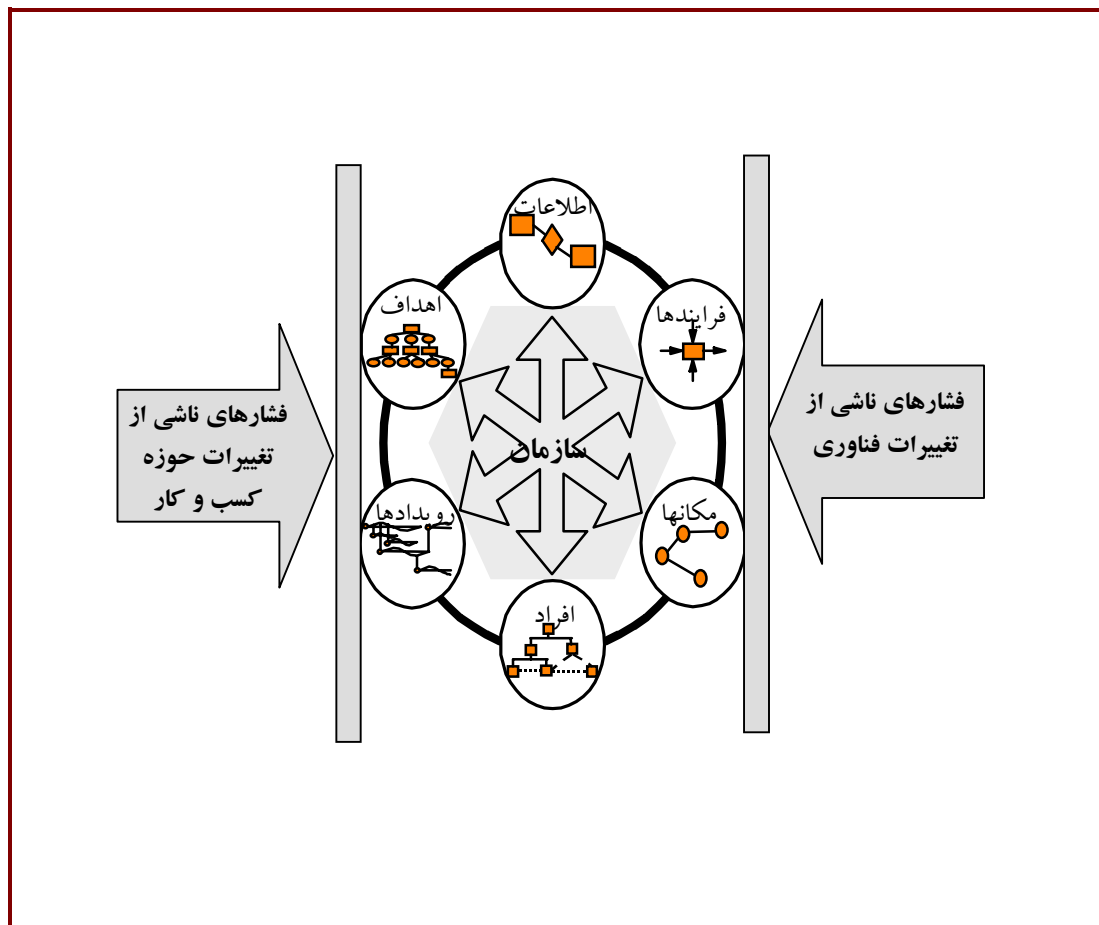 اطلاعات
اهداف
فرایندها
فشارهای ناشی از
تغییرات فناوری
فشارهای ناشی از
تغییرات حوزه
کسب و کار
سازمان
رویدادها
مکانها
افراد